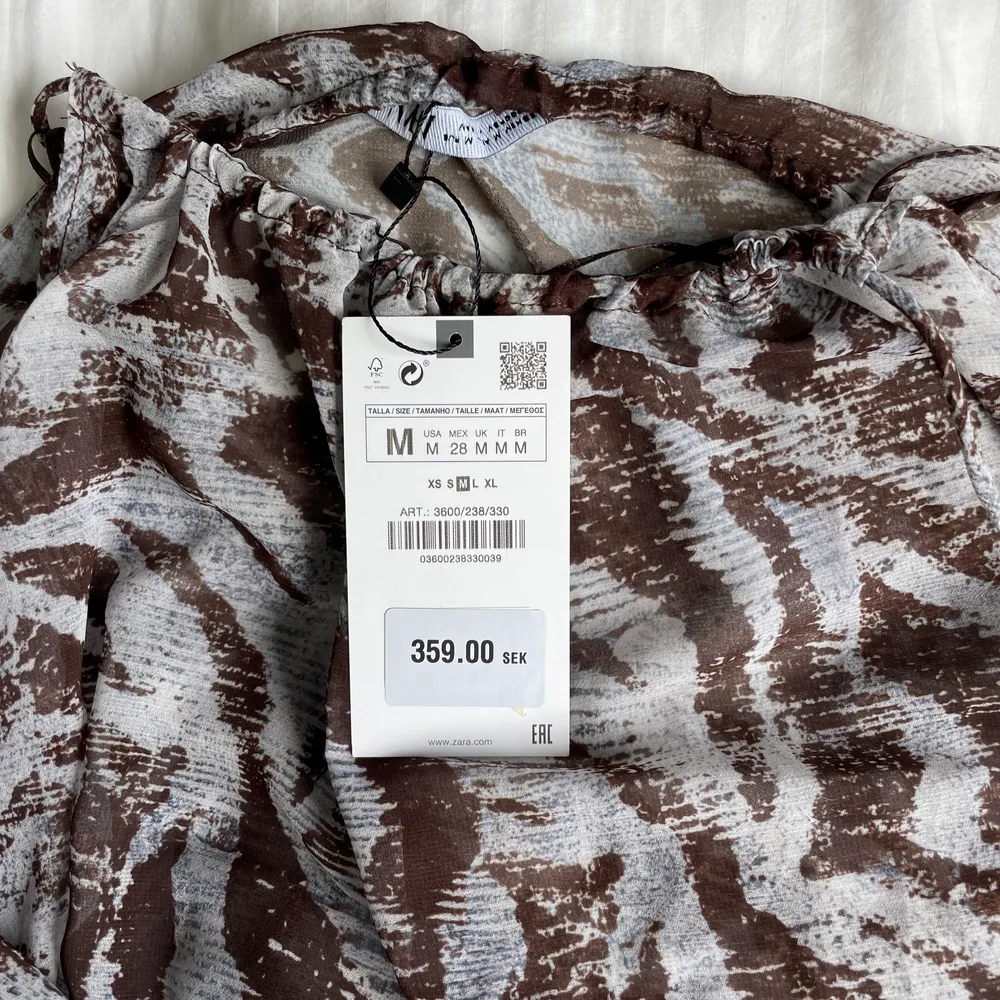 FSC
TALLA / SIZE / TAMANHO / TAILLE / MAAT / ΜΕΓΕΘΟΣ
M
USA MEX UK IT BR
M 28 M M M
XS S M L XL
ART.: 3600/238/330
03600238330039
359.00 SEK
www.zara.com
EAC